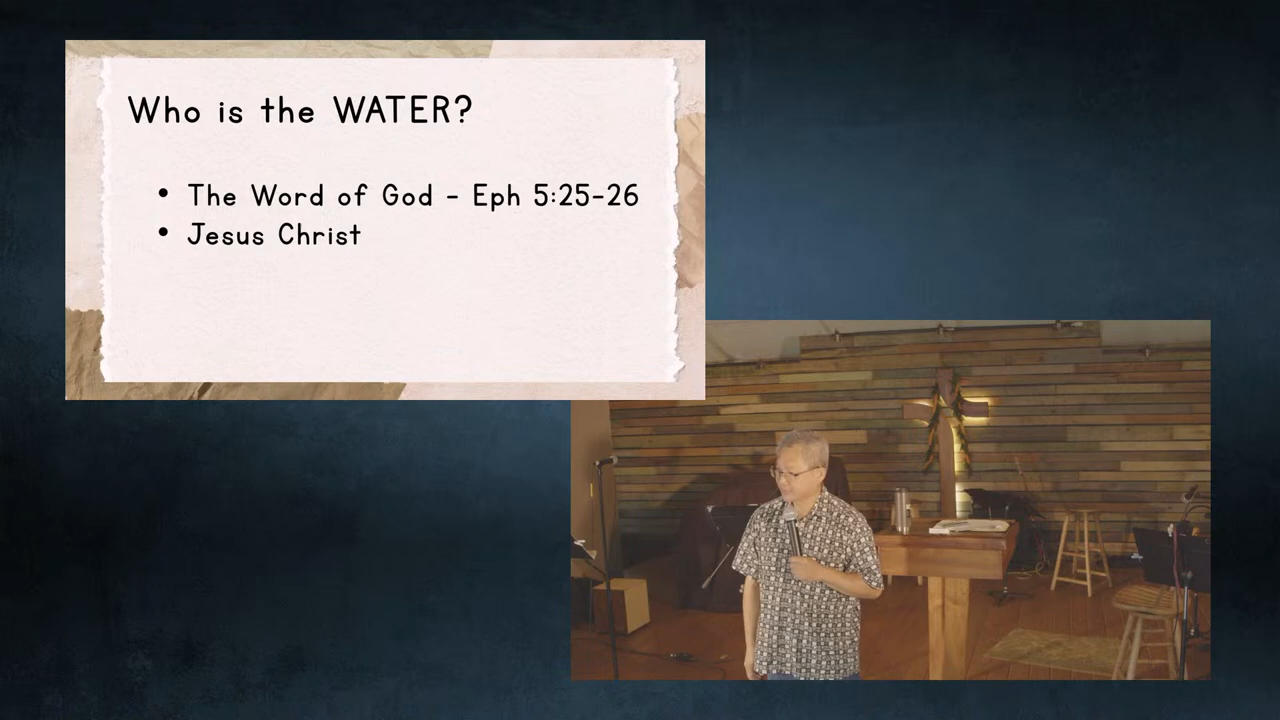 Who is the WATER?
• The Word of God - Eph 5:25-26
• Jesus Christ